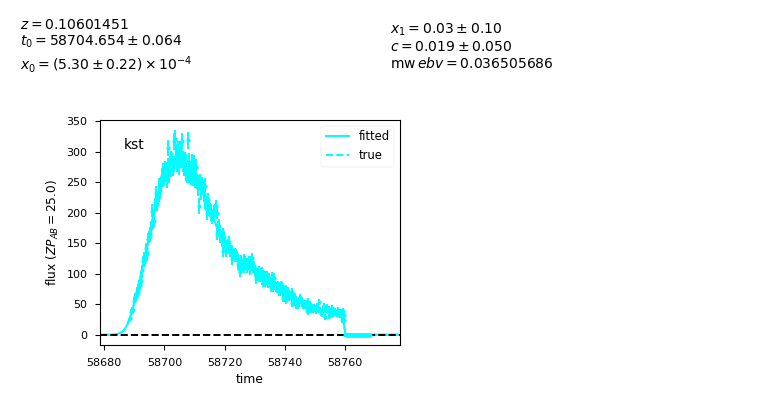 z = 0.10601451
t₀ = 58704.654 ± 0.064
x₀ = (5.30 ± 0.22) × 10⁻⁴
x₁ = 0.03 ± 0.10
c = 0.019 ± 0.050
mw ebv = 0.036505686
kst
fitted
true
flux (ZP_AB = 25.0)
350
300
250
200
150
100
50
0
58680 58700 58720 58740 58760
time